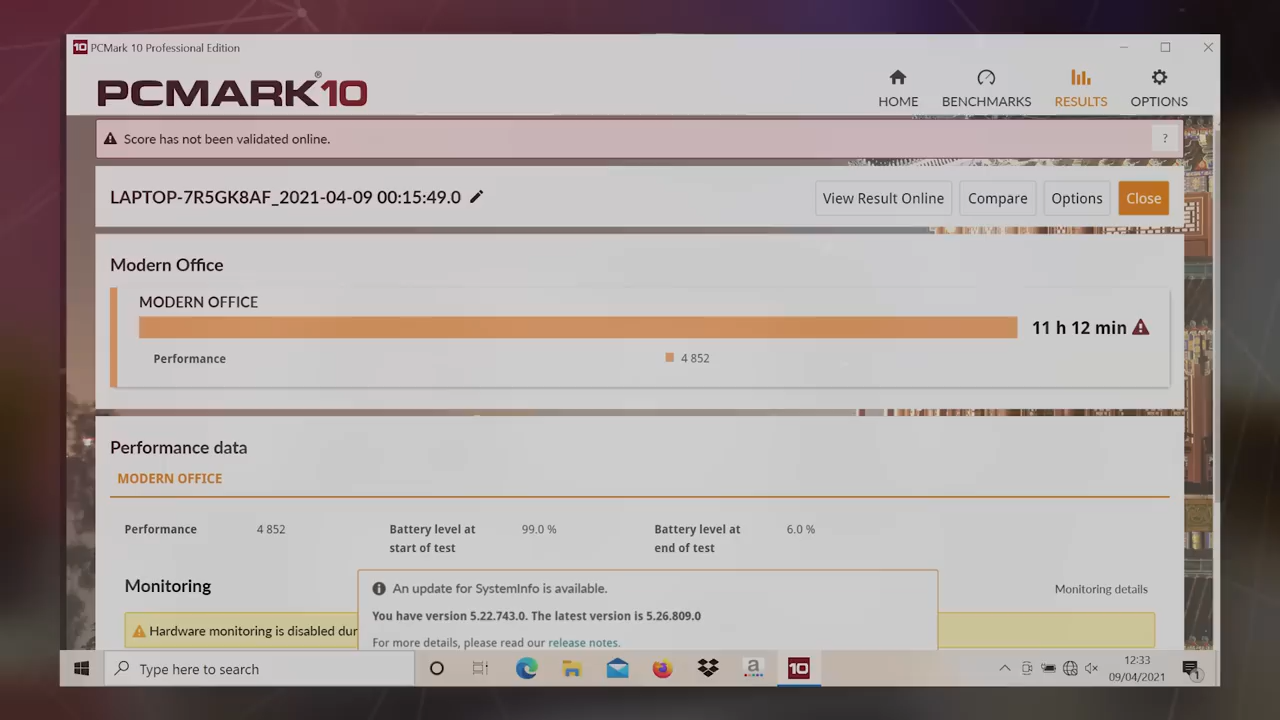 10 PCMark 10 Professional Edition
PCMARK®10
HOME BENCHMARKS RESULTS OPTIONS
Score has not been validated online. ?
LAPTOP-7R5GK8AF_2021-04-09 00:15:49.0
View Result Online Compare Options Close
Modern Office
MODERN OFFICE
11 h 12 min
Performance 4 852
Performance data
MODERN OFFICE
Performance 4 852 Battery level at start of test 99.0 % Battery level at end of test 6.0 %
Monitoring Monitoring details
Hardware monitoring is disabled dur
An update for SystemInfo is available.
You have version 5.22.743.0. The latest version is 5.26.809.0
For more details, please read our release notes.
Type here to search
a
10
12:33
09/04/2021
1